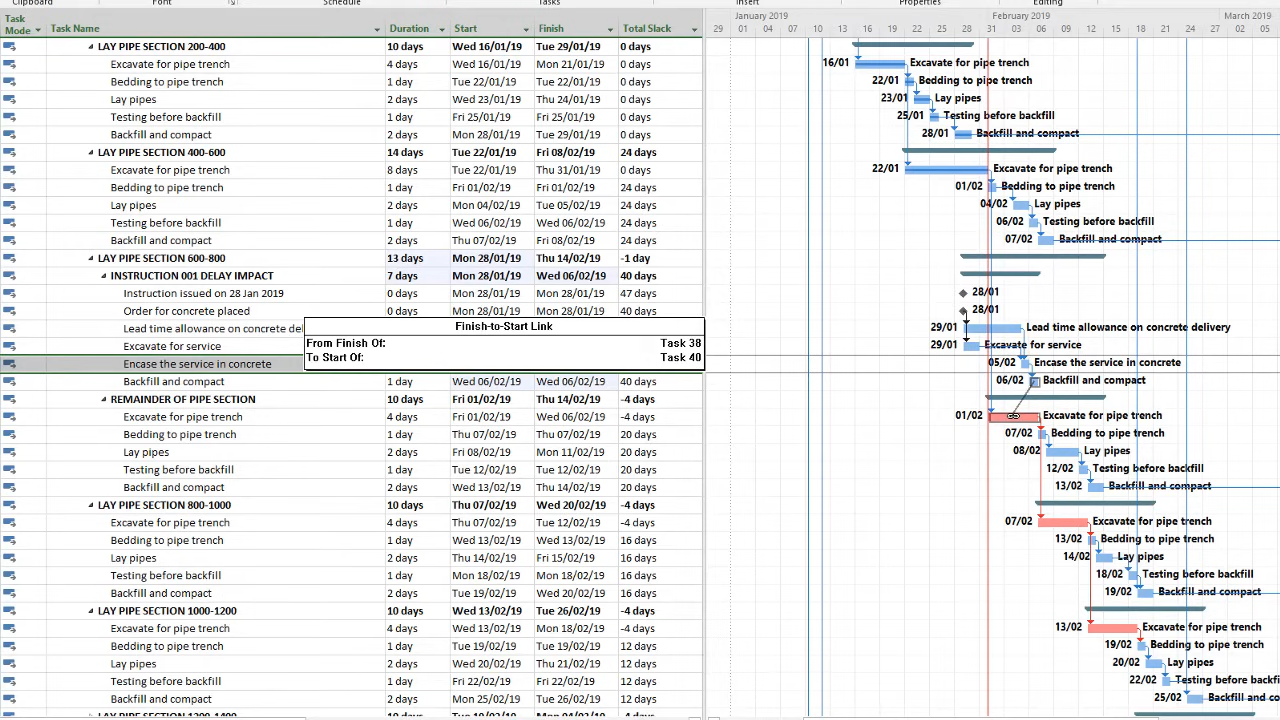 Clipboard Font Schedule Tasks Insert Properties Editing
Task Mode Task Name Duration Start Finish Total Slack
January 2019 February 2019 March 2019
29 01 04 07 10 13 16 19 22 25 28 31 03 06 09 12 15 18 21 24 27 02 05
LAY PIPE SECTION 200-400 10 days Wed 16/01/19 Tue 29/01/19 0 days
Excavate for pipe trench 4 days Wed 16/01/19 Mon 21/01/19 0 days 16/01 Excavate for pipe trench
Bedding to pipe trench 1 day Tue 22/01/19 Tue 22/01/19 0 days 22/01 Bedding to pipe trench
Lay pipes 2 days Wed 23/01/19 Thu 24/01/19 0 days 23/01 Lay pipes
Testing before backfill 1 day Fri 25/01/19 Fri 25/01/19 0 days 25/01 Testing before backfill
Backfill and compact 2 days Mon 28/01/19 Tue 29/01/19 0 days 28/01 Backfill and compact
LAY PIPE SECTION 400-600 14 days Tue 22/01/19 Fri 08/02/19 24 days
Excavate for pipe trench 8 days Tue 22/01/19 Thu 31/01/19 24 days 22/01 Excavate for pipe trench
Bedding to pipe trench 1 day Fri 01/02/19 Fri 01/02/19 24 days 01/02 Bedding to pipe trench
Lay pipes 2 days Mon 04/02/19 Tue 05/02/19 24 days 04/02 Lay pipes
Testing before backfill 1 day Wed 06/02/19 Wed 06/02/19 24 days 06/02 Testing before backfill
Backfill and compact 2 days Thu 07/02/19 Fri 08/02/19 24 days 07/02 Backfill and compact
LAY PIPE SECTION 600-800 13 days Mon 28/01/19 Thu 14/02/19 -1 day
INSTRUCTION 001 DELAY IMPACT 7 days Mon 28/01/19 Wed 06/02/19 40 days
Instruction issued on 28 Jan 2019 0 days Mon 28/01/19 Mon 28/01/19 47 days 28/01
Order for concrete placed 0 days Mon 28/01/19 Mon 28/01/19 40 days 28/01
Lead time allowance on concrete del 29/01 Lead time allowance on concrete delivery
Finish-to-Start Link
From Finish Of: Task 38
To Start Of: Task 40
Excavate for service 29/01 Excavate for service
Encase the service in concrete 05/02 Encase the service in concrete
Backfill and compact 1 day Wed 06/02/19 Wed 06/02/19 40 days 06/02 Backfill and compact
REMAINDER OF PIPE SECTION 10 days Fri 01/02/19 Thu 14/02/19 -4 days
Excavate for pipe trench 4 days Fri 01/02/19 Wed 06/02/19 -4 days 01/02 Excavate for pipe trench
Bedding to pipe trench 1 day Thu 07/02/19 Thu 07/02/19 20 days 07/02 Bedding to pipe trench
Lay pipes 2 days Fri 08/02/19 Mon 11/02/19 20 days 08/02 Lay pipes
Testing before backfill 1 day Tue 12/02/19 Tue 12/02/19 20 days 12/02 Testing before backfill
Backfill and compact 2 days Wed 13/02/19 Thu 14/02/19 20 days 13/02 Backfill and compact
LAY PIPE SECTION 800-1000 10 days Thu 07/02/19 Wed 20/02/19 -4 days
Excavate for pipe trench 4 days Thu 07/02/19 Tue 12/02/19 -4 days 07/02 Excavate for pipe trench
Bedding to pipe trench 1 day Wed 13/02/19 Wed 13/02/19 16 days 13/02 Bedding to pipe trench
Lay pipes 2 days Thu 14/02/19 Fri 15/02/19 16 days 14/02 Lay pipes
Testing before backfill 1 day Mon 18/02/19 Mon 18/02/19 16 days 18/02 Testing before backfill
Backfill and compact 2 days Tue 19/02/19 Wed 20/02/19 16 days 19/02 Backfill and compact
LAY PIPE SECTION 1000-1200 10 days Wed 13/02/19 Tue 26/02/19 -4 days
Excavate for pipe trench 4 days Wed 13/02/19 Mon 18/02/19 -4 days 13/02 Excavate for pipe trench
Bedding to pipe trench 1 day Tue 19/02/19 Tue 19/02/19 12 days 19/02 Bedding to pipe trench
Lay pipes 2 days Wed 20/02/19 Thu 21/02/19 12 days 20/02 Lay pipes
Testing before backfill 1 day Fri 22/02/19 Fri 22/02/19 12 days 22/02 Testing before backfi
Backfill and compact 2 days Mon 25/02/19 Tue 26/02/19 12 days 25/02 Backfill and co
LAY PIPE SECTION 1200-1400 10 days Tue 19/02/19 Mon 04/03/19 -4 days